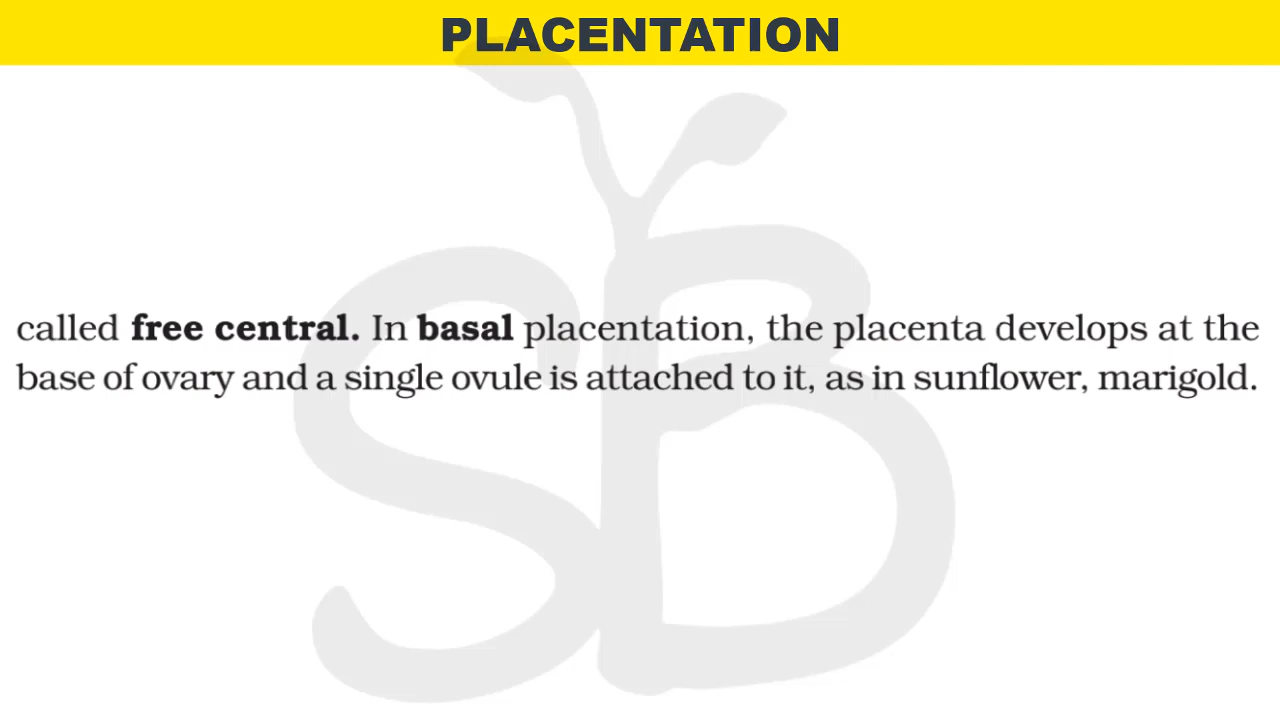 PLACENTATION
called free central. In basal placentation, the placenta develops at the
base of ovary and a single ovule is attached to it, as in sunflower, marigold.
SB